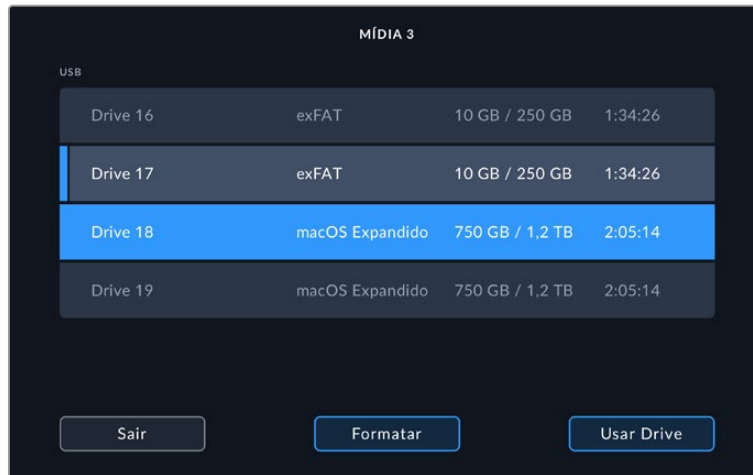 MÍDIA 3
USB
Drive 16 exFAT 10 GB / 250 GB 1:34:26
Drive 17 exFAT 10 GB / 250 GB 1:34:26
Drive 18 macOS Expandido 750 GB / 1,2 TB 2:05:14
Drive 19 macOS Expandido 750 GB / 1,2 TB 2:05:14
Sair Formatar Usar Drive